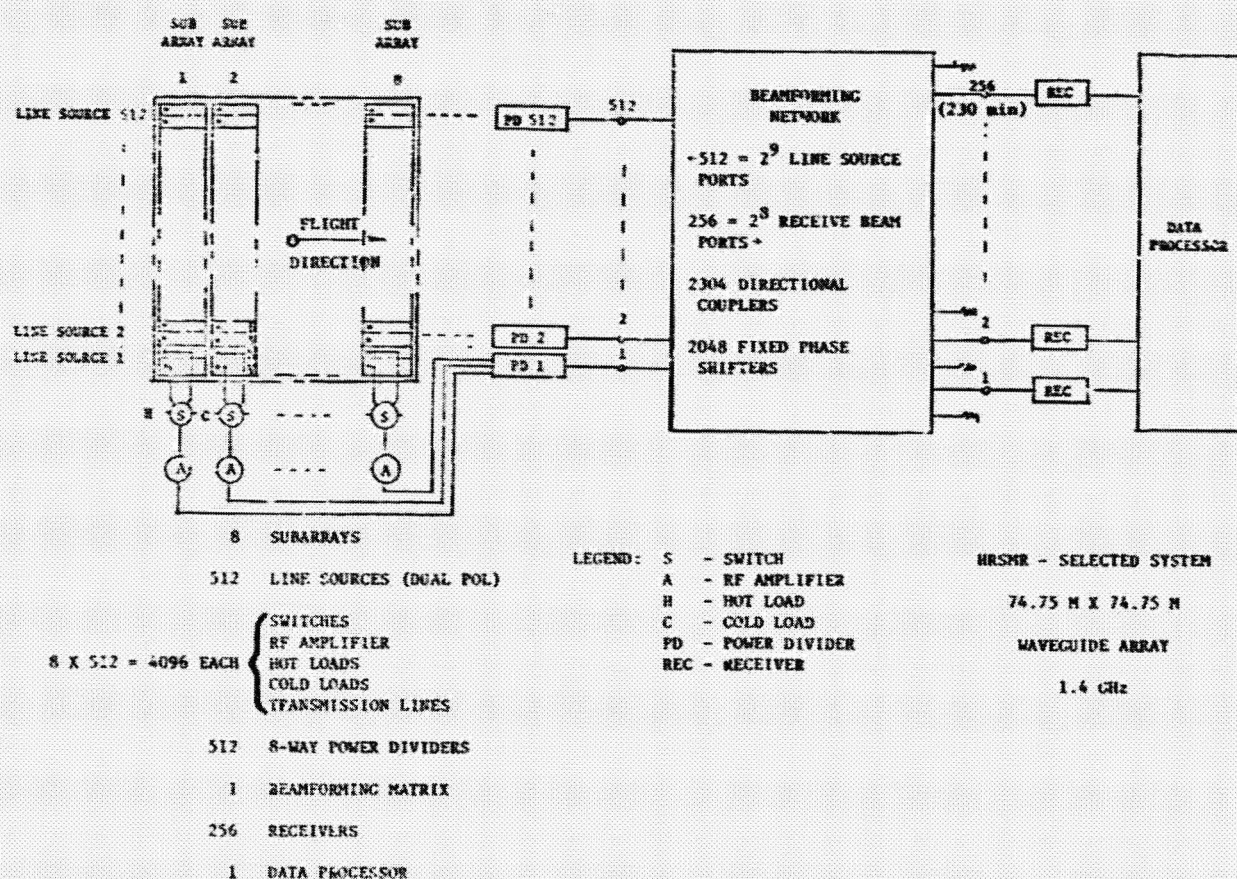 SUB SUB SUB
ARRAY ARRAY ARRAY
1 2 8
LINE SOURCE 512
LINE SOURCE 2
LINE SOURCE 1
FLIGHT
DIRECTION
H S C S S
A A A
PD 512
PD 2
PD 1
512
2
1
BEAMFORMING
NETWORK
←512 = 2⁹ LINE SOURCE
PORTS
256 = 2⁸ RECEIVE BEAM
PORTS→
2304 DIRECTIONAL
COUPLERS
2048 FIXED PHASE
SHIFTERS
256
(230 min)
2
1
REC
REC
REC
DATA
PROCESSOR
8 SUBARRAYS
512 LINE SOURCES (DUAL POL)
8 X 512 = 4096 EACH
SWITCHES
RF AMPLIFIER
HOT LOADS
COLD LOADS
TRANSMISSION LINES
512 8-WAY POWER DIVIDERS
1 BEAMFORMING MATRIX
256 RECEIVERS
1 DATA PROCESSOR
LEGEND: S - SWITCH
A - RF AMPLIFIER
H - HOT LOAD
C - COLD LOAD
PD - POWER DIVIDER
REC - RECEIVER
HRSMR - SELECTED SYSTEM
74.75 M X 74.75 M
WAVEGUIDE ARRAY
1.4 GHz